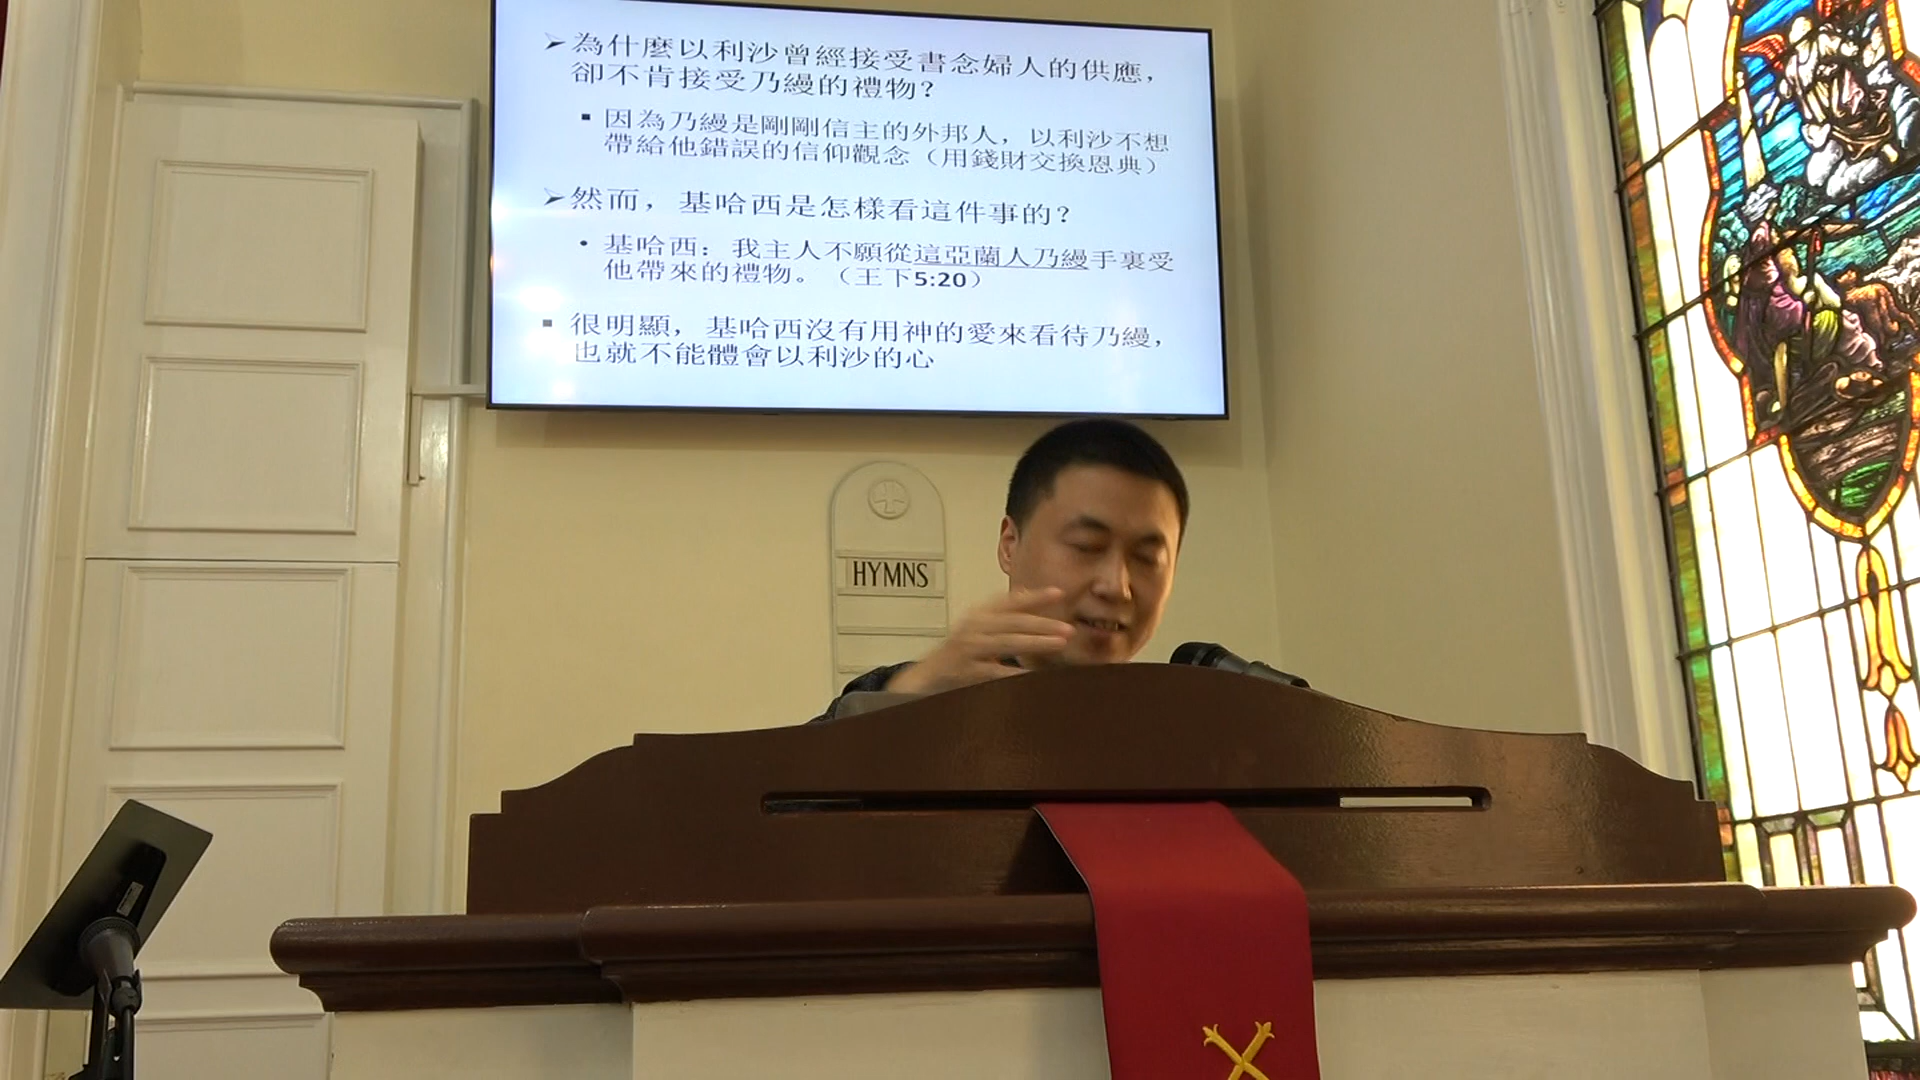 ➢為什麼以利沙曾經接受書念婦人的供應，
卻不肯接受乃縵的禮物？
▪因為乃縵是剛剛信主的外邦人，以利沙不想
帶給他錯誤的信仰觀念（用錢財交換恩典）
➢然而，基哈西是怎樣看這件事的？
•基哈西：我主人不願從這亞蘭人乃縵手裏受
他帶來的禮物。（王下5:20）
▪很明顯，基哈西沒有用神的愛來看待乃縵，
也就不能體會以利沙的心
HYMNS